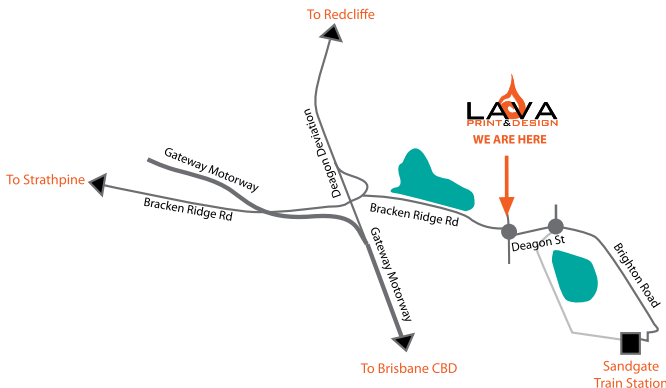 To Redcliffe
LAVA
PRINT&DESIGN
WE ARE HERE
Deagon Deviation
Gateway Motorway
To Strathpine
Bracken Ridge Rd
Bracken Ridge Rd
Deagon St
Gateway Motorway
Brighton Road
To Brisbane CBD
Sandgate
Train Station